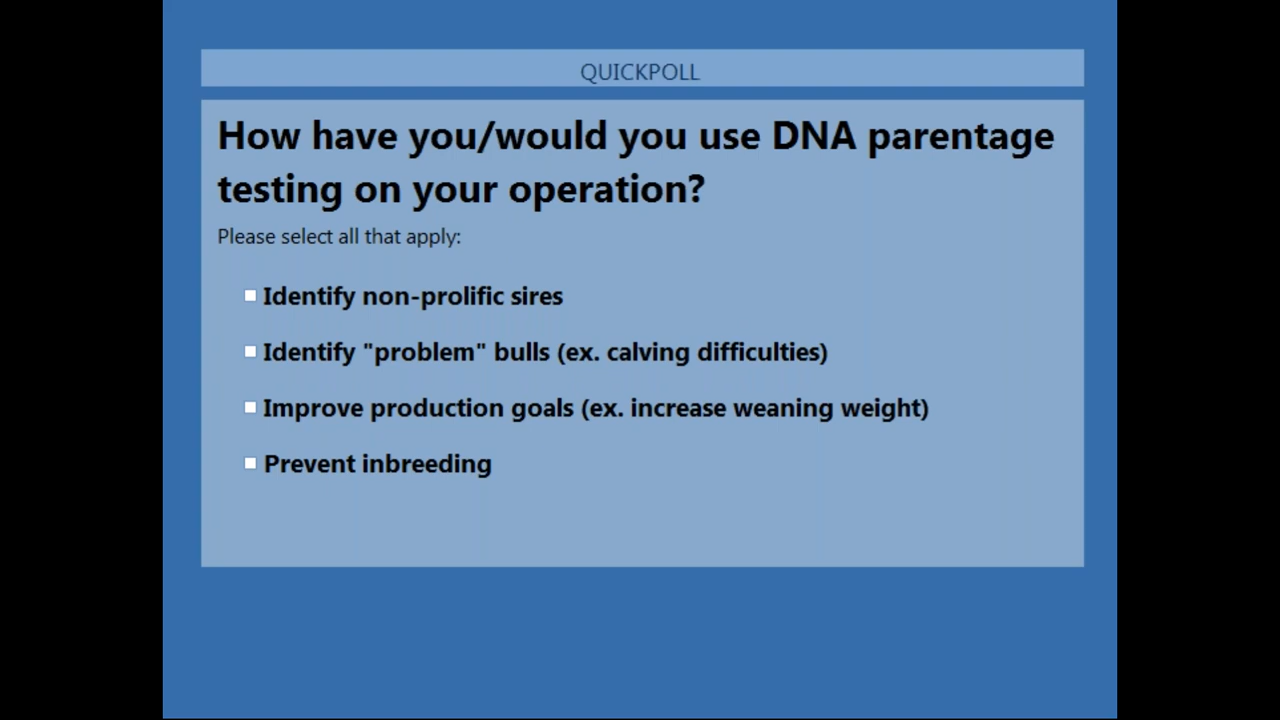 QUICKPOLL
How have you/would you use DNA parentage
testing on your operation?
Please select all that apply:
Identify non-prolific sires
Identify "problem" bulls (ex. calving difficulties)
Improve production goals (ex. increase weaning weight)
Prevent inbreeding